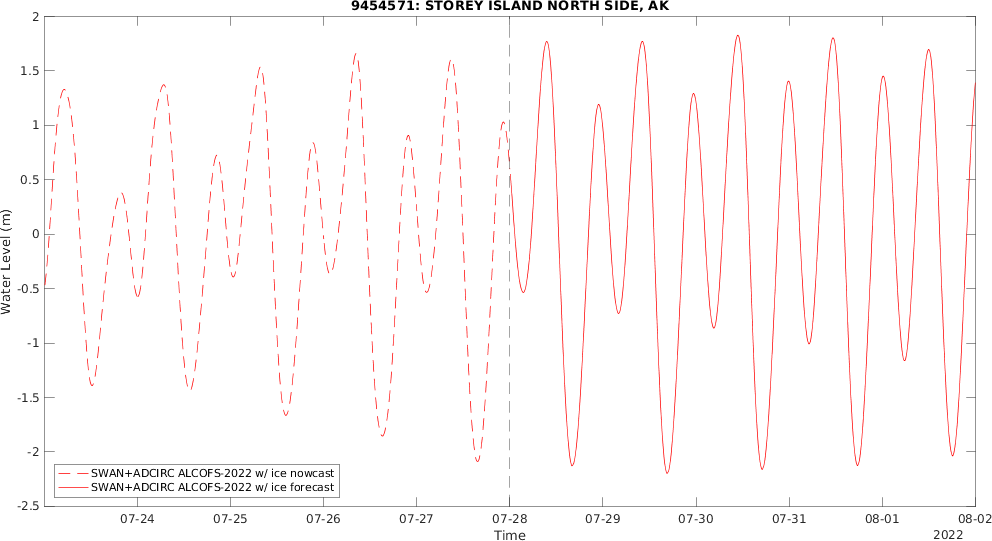 9454571: STOREY ISLAND NORTH SIDE, AK
2
1.5
1
0.5
0
-0.5
-1
-1.5
-2
-2.5
Water Level (m)
SWAN+ADCIRC ALCOFS-2022 w/ ice nowcast
SWAN+ADCIRC ALCOFS-2022 w/ ice forecast
07-24 07-25 07-26 07-27 07-28 07-29 07-30 07-31 08-01 08-02
Time
2022